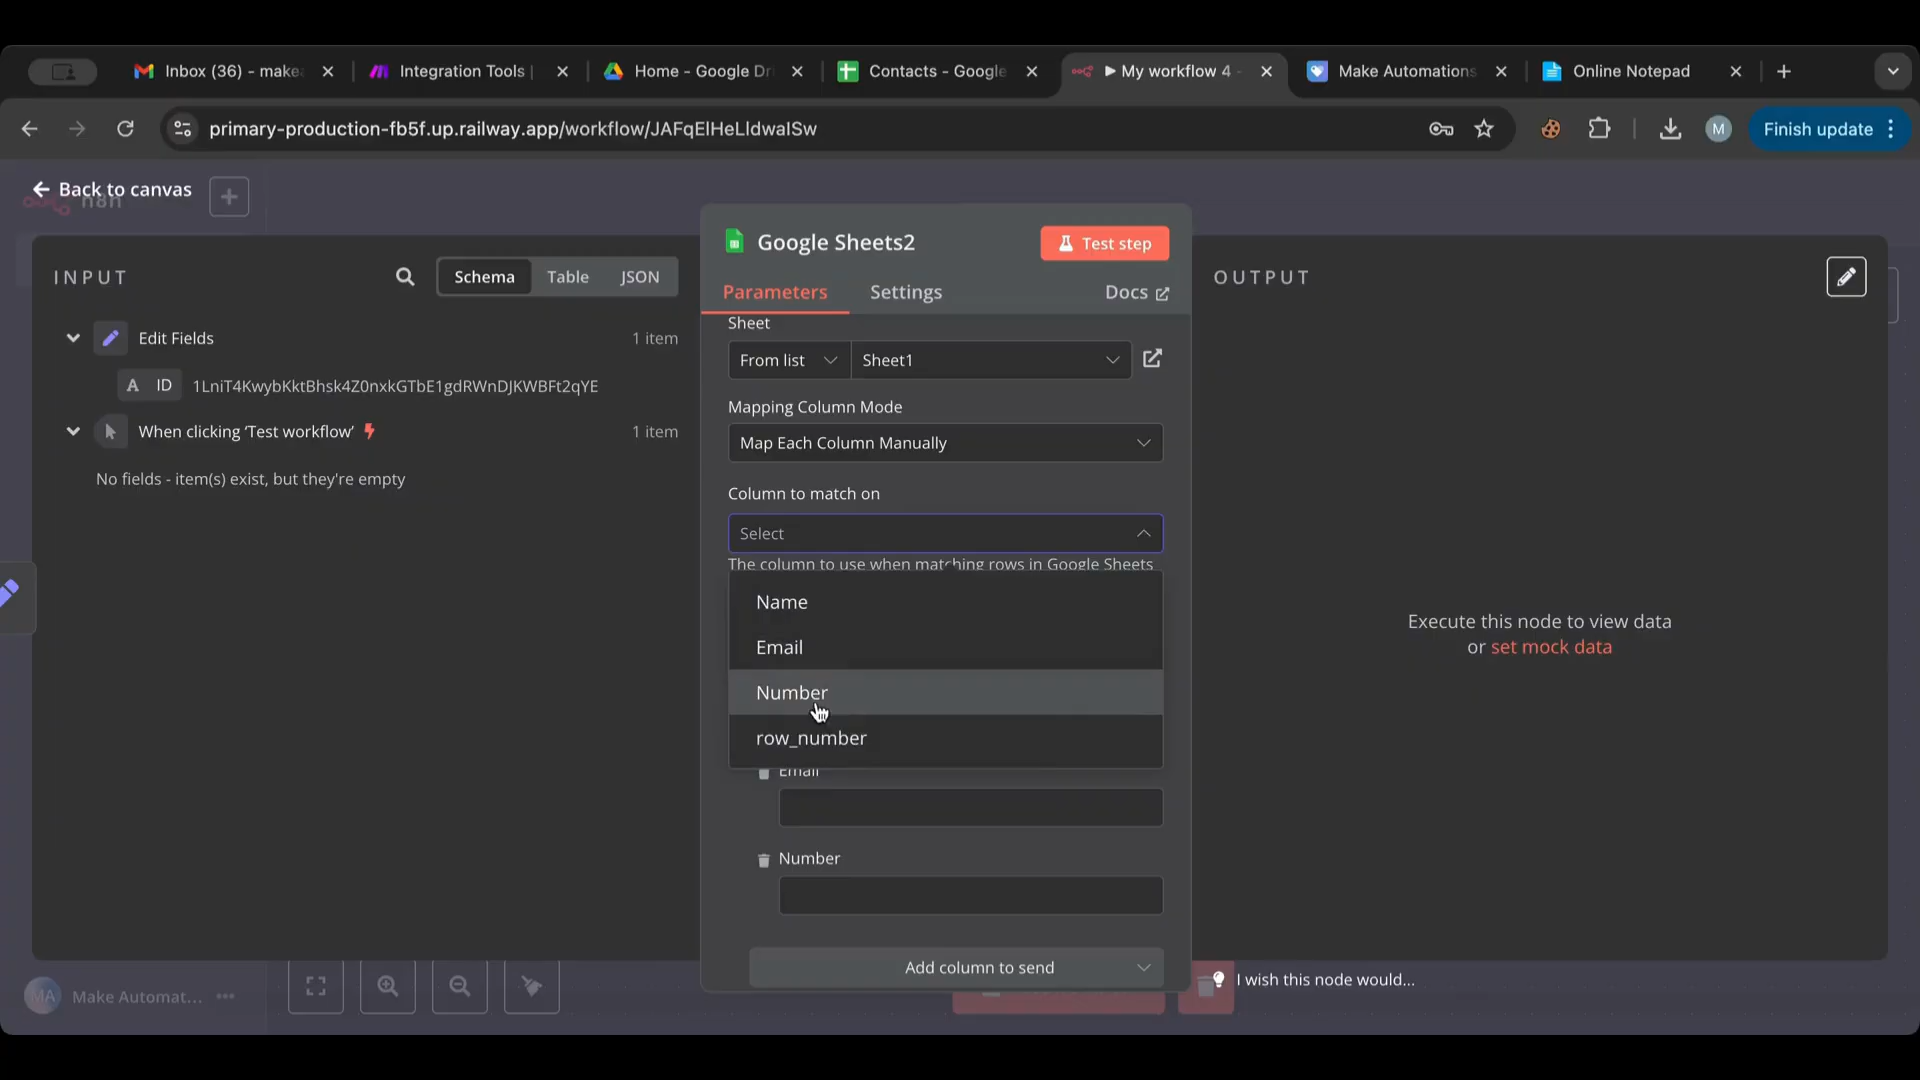 Inbox (36) - make
Integration Tools |
Home - Google Dri
Contacts - Google
My workflow 4 -
Make Automations
Online Notepad
primary-production-fb5f.up.railway.app/workflow/JAFqElHeLldwalSw
M
Finish update
Back to canvas
n8n
INPUT
Schema
Table
JSON
Edit Fields
1 item
A ID 1LniT4KwybKktBhsk4Z0nxkGTbE1gdRWnDJKWBFt2qYE
When clicking ‘Test workflow’
1 item
No fields - item(s) exist, but they're empty
Google Sheets2
Test step
Parameters
Settings
Docs
Sheet
From list
Sheet1
Mapping Column Mode
Map Each Column Manually
Column to match on
Select
The column to use when matching rows in Google Sheets
Name
Email
Number
row_number
Email
Number
Add column to send
OUTPUT
Execute this node to view data
or set mock data
I wish this node would...
MA
Make Automat...